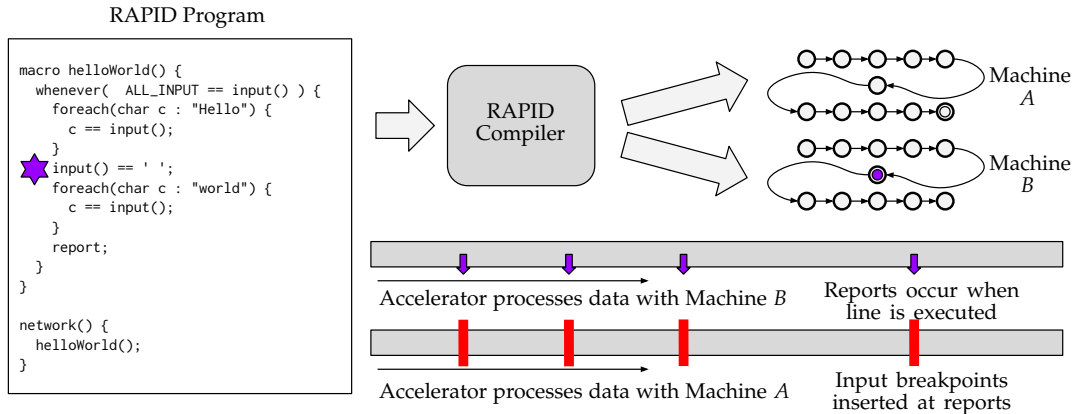 RAPID Program
macro helloWorld() {
whenever( ALL_INPUT == input() ) {
foreach(char c : "Hello") {
c == input();
}
input() == ' ';
foreach(char c : "world") {
c == input();
}
report;
}
}
network() {
helloWorld();
}
RAPID
Compiler
Machine
A
Machine
B
Accelerator processes data with Machine B
Reports occur when
line is executed
Accelerator processes data with Machine A
Input breakpoints
inserted at reports